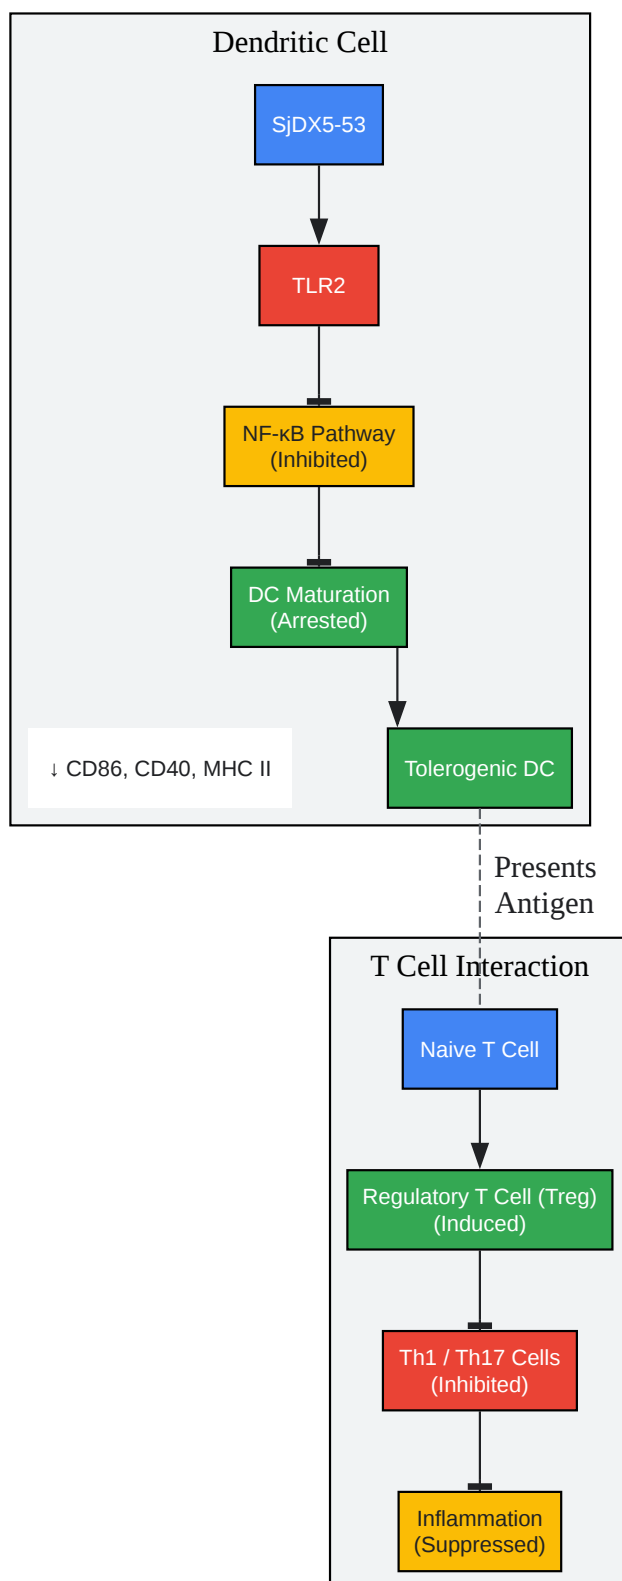 Dendritic Cell
SjDX5-53
TLR2
NF-κB Pathway
(Inhibited)
DC Maturation
(Arrested)
↓ CD86, CD40, MHC II
Tolerogenic DC
Presents
Antigen
T Cell Interaction
Naive T Cell
Regulatory T Cell (Treg)
(Induced)
Th1 / Th17 Cells
(Inhibited)
Inflammation
(Suppressed)